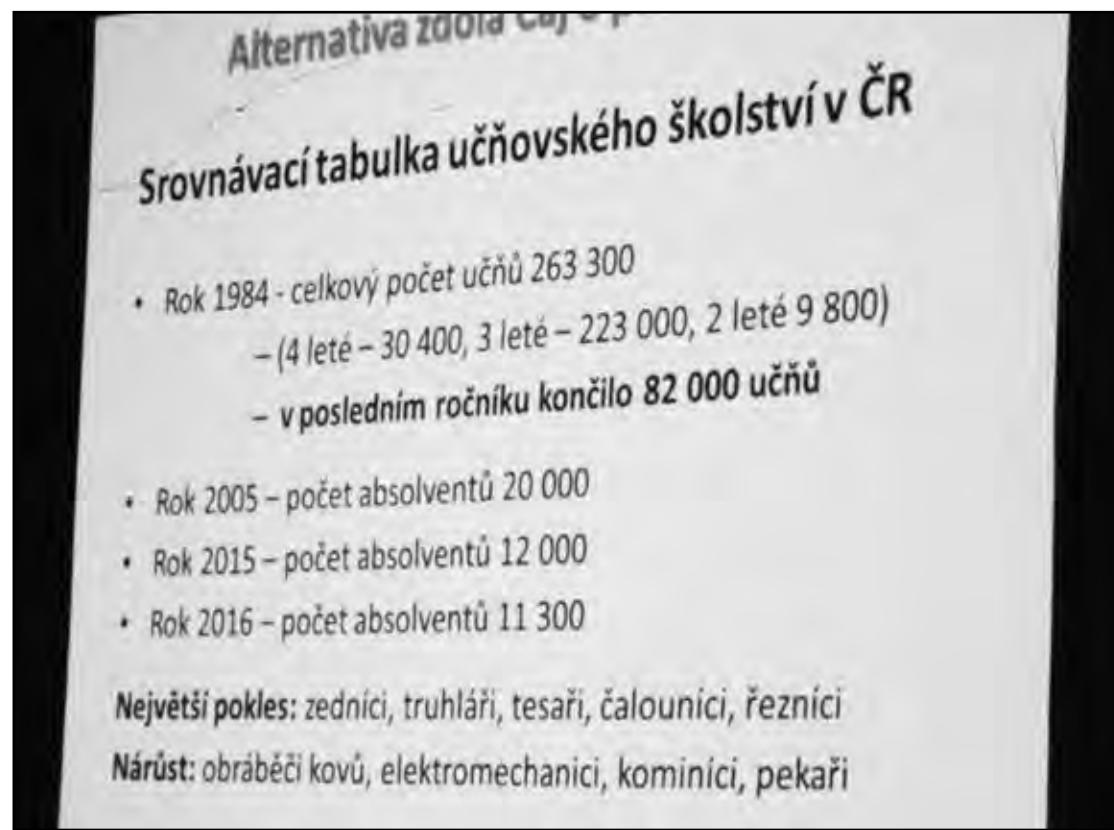 Alternativa zdola Čaj o
Srovnávací tabulka učňovského školství v ČR
• Rok 1984 - celkový počet učňů 263 300
– (4 leté – 30 400, 3 leté – 223 000, 2 leté 9 800)
– v posledním ročníku končilo 82 000 učňů
• Rok 2005 – počet absolventů 20 000
• Rok 2015 – počet absolventů 12 000
• Rok 2016 – počet absolventů 11 300
Největší pokles: zedníci, truhláři, tesaři, čalouníci, řezníci
Nárůst: obráběči kovů, elektromechanici, kominíci, pekaři